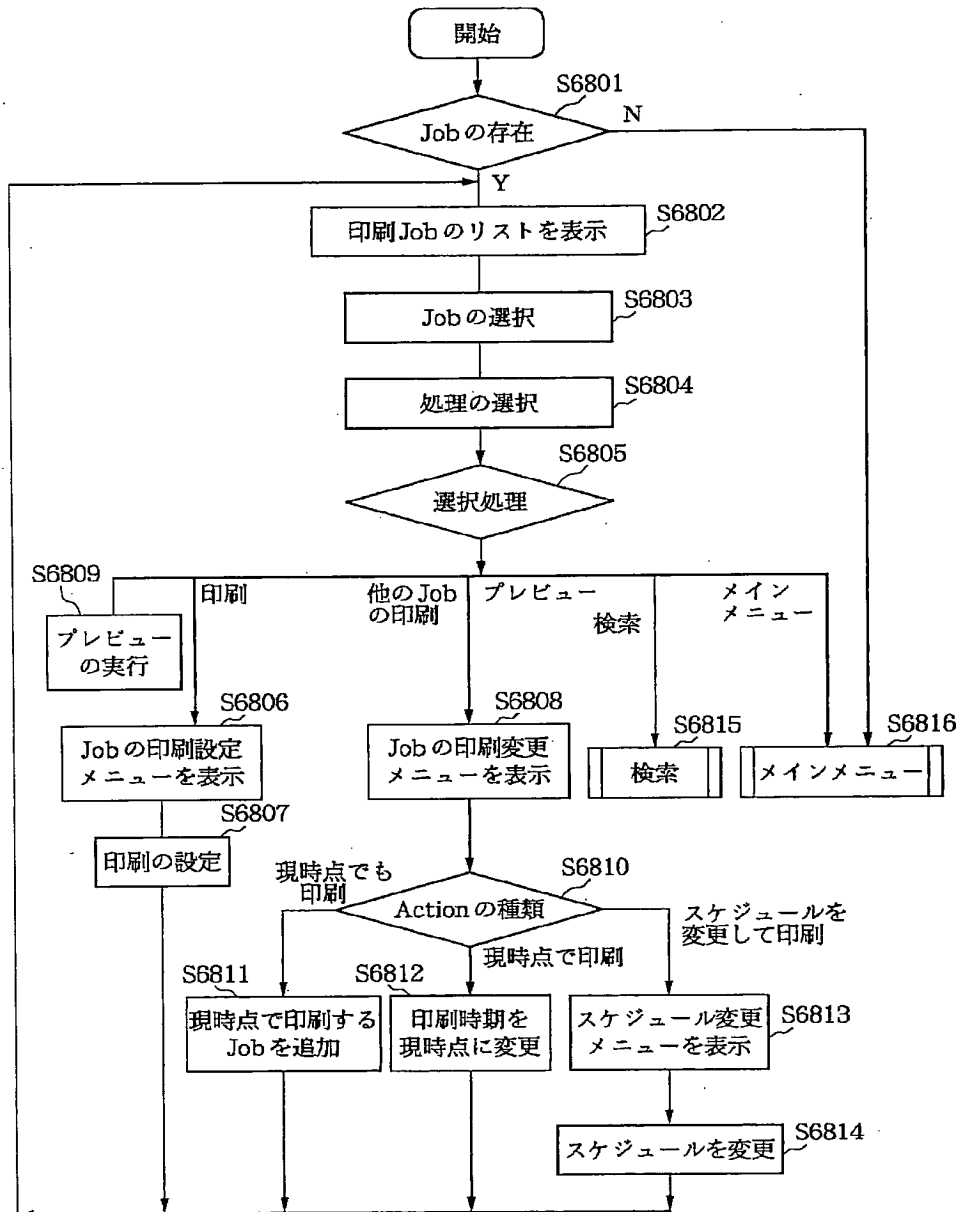 開始
S6801
Jobの存在
N
Y
S6802
印刷Jobのリストを表示
S6803
Jobの選択
S6804
処理の選択
S6805
選択処理
S6809
プレビュー
の実行
印刷
他のJob
の印刷
プレビュー
検索
メイン
メニュー
S6806
Jobの印刷設定
メニューを表示
S6807
印刷の設定
S6808
Jobの印刷変更
メニューを表示
S6815
検索
S6816
メインメニュー
S6810
Actionの種類
現時点でも
印刷
現時点で印刷
スケジュールを
変更して印刷
S6811
現時点で印刷する
Jobを追加
S6812
印刷時期を
現時点に変更
S6813
スケジュール変更
メニューを表示
S6814
スケジュールを変更